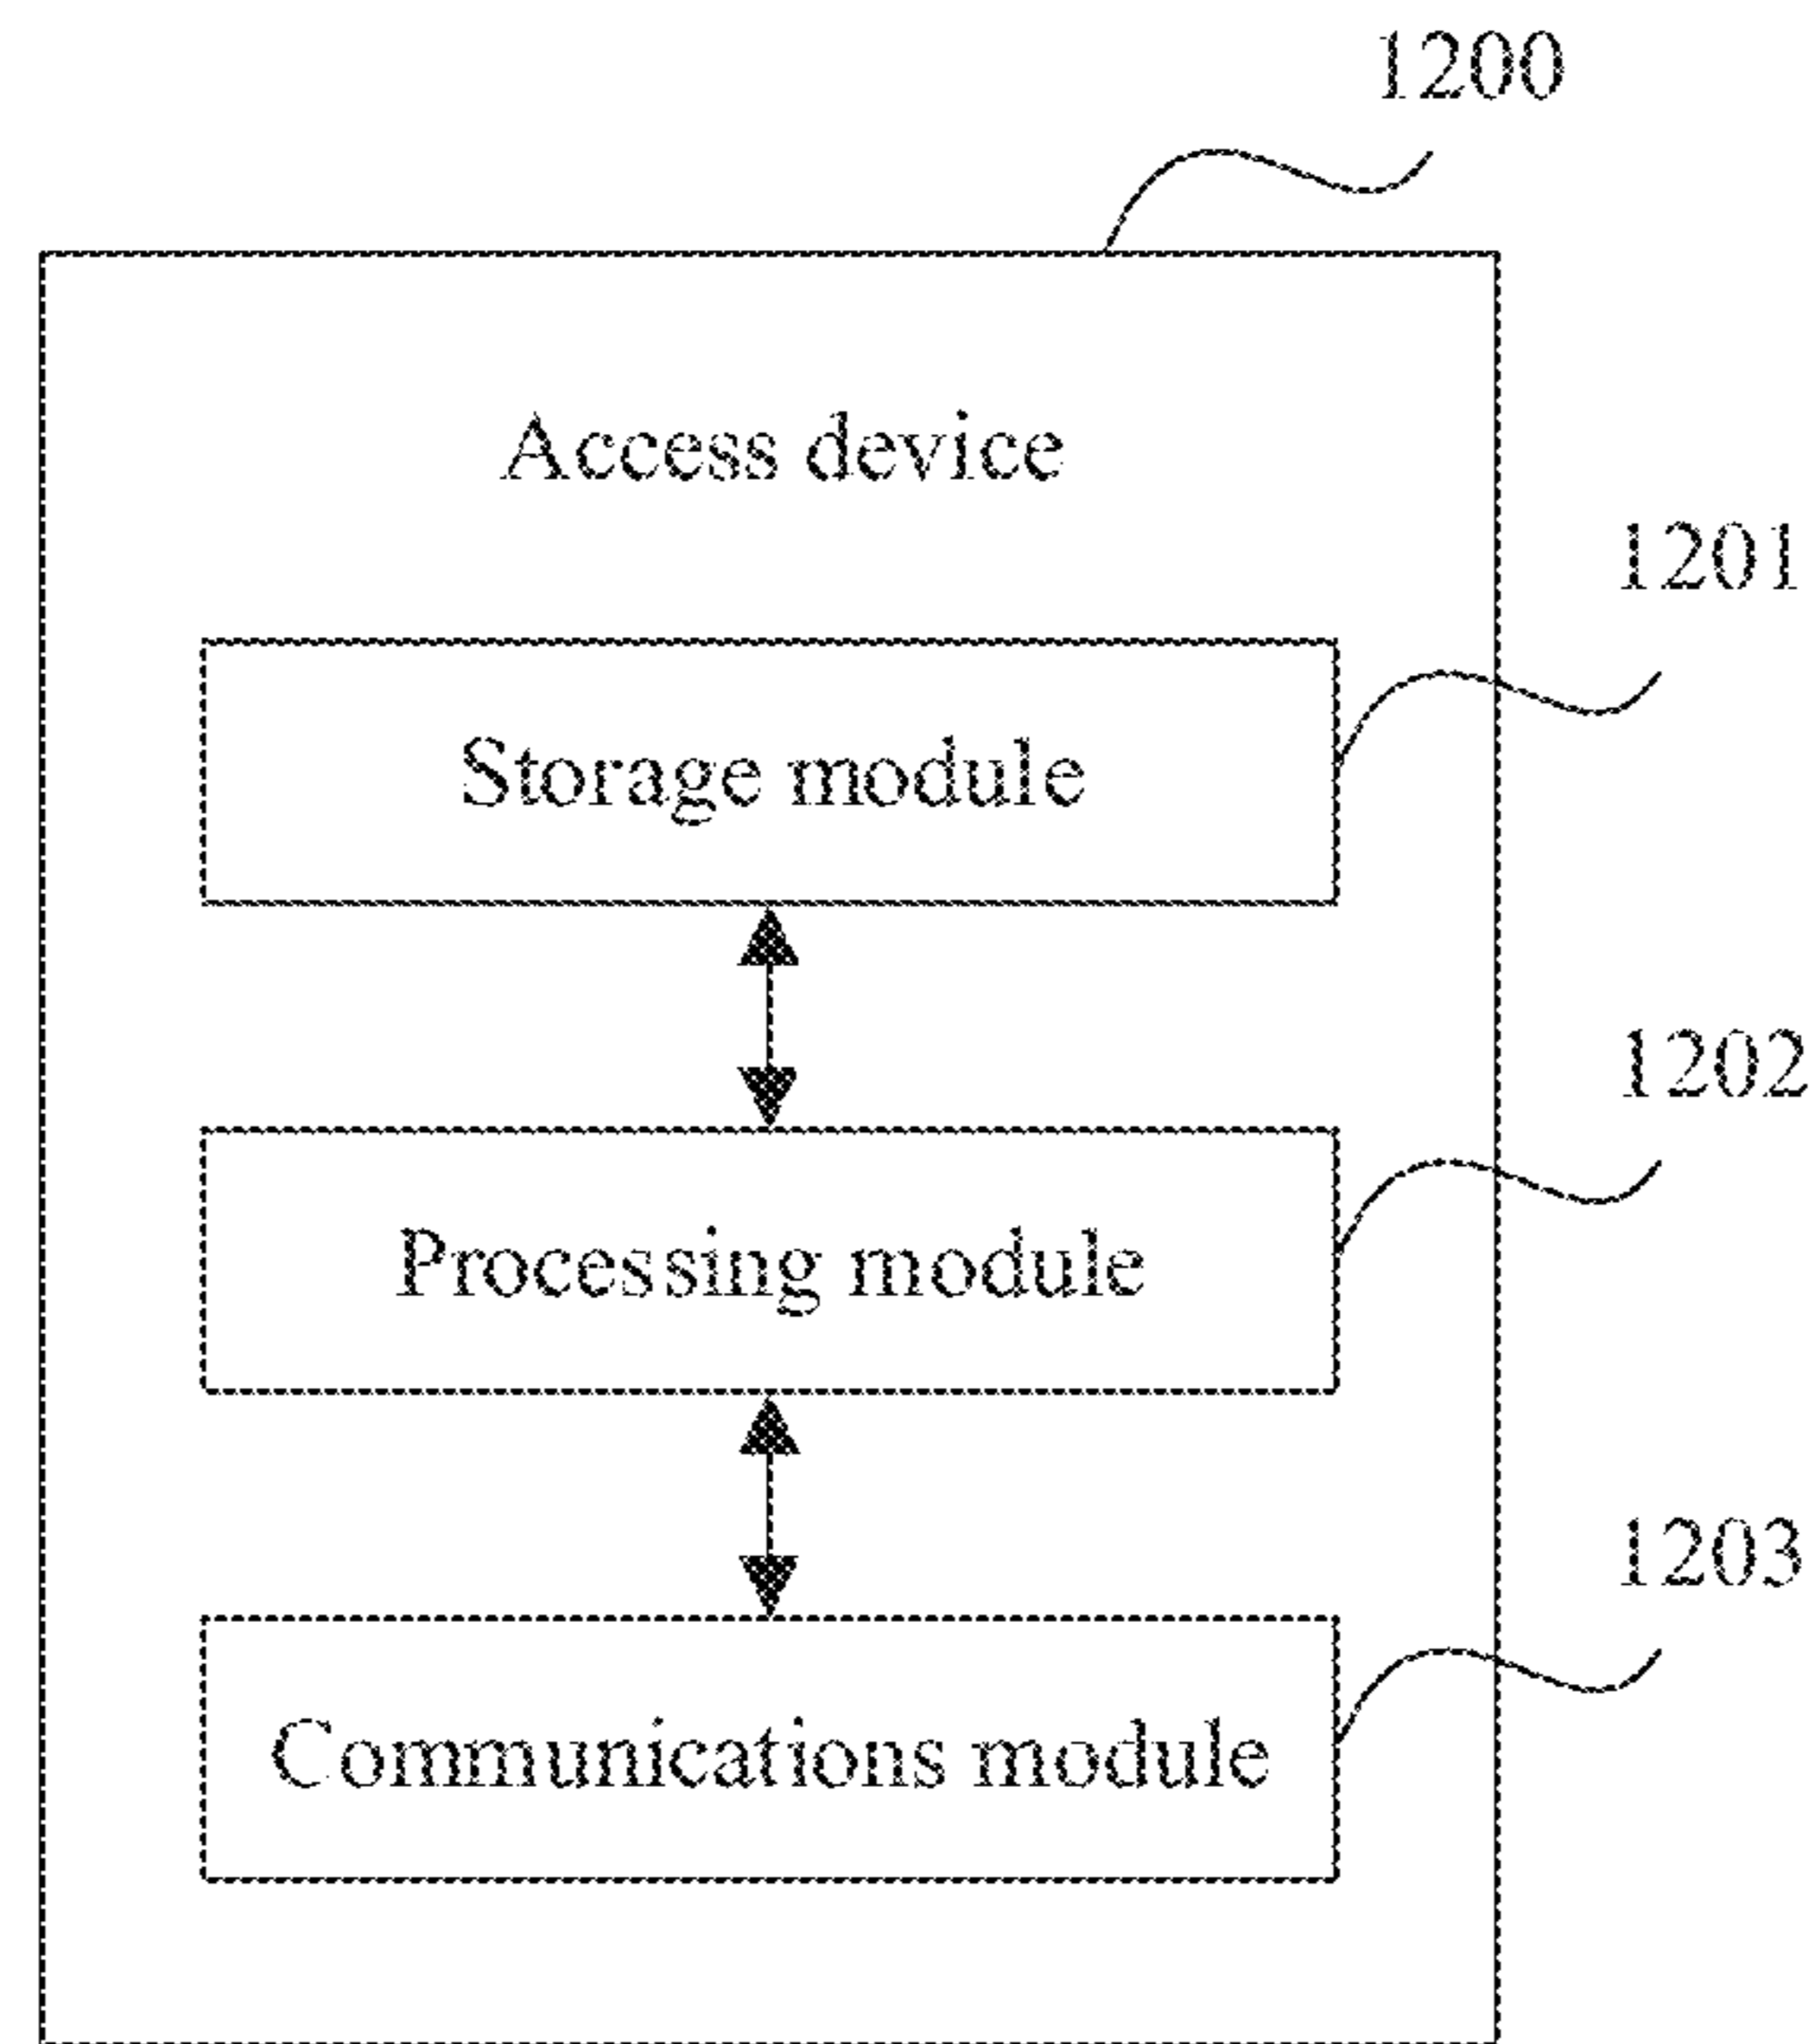 1200
Access device
1201
Storage module
1202
Processing module
1203
Communications module